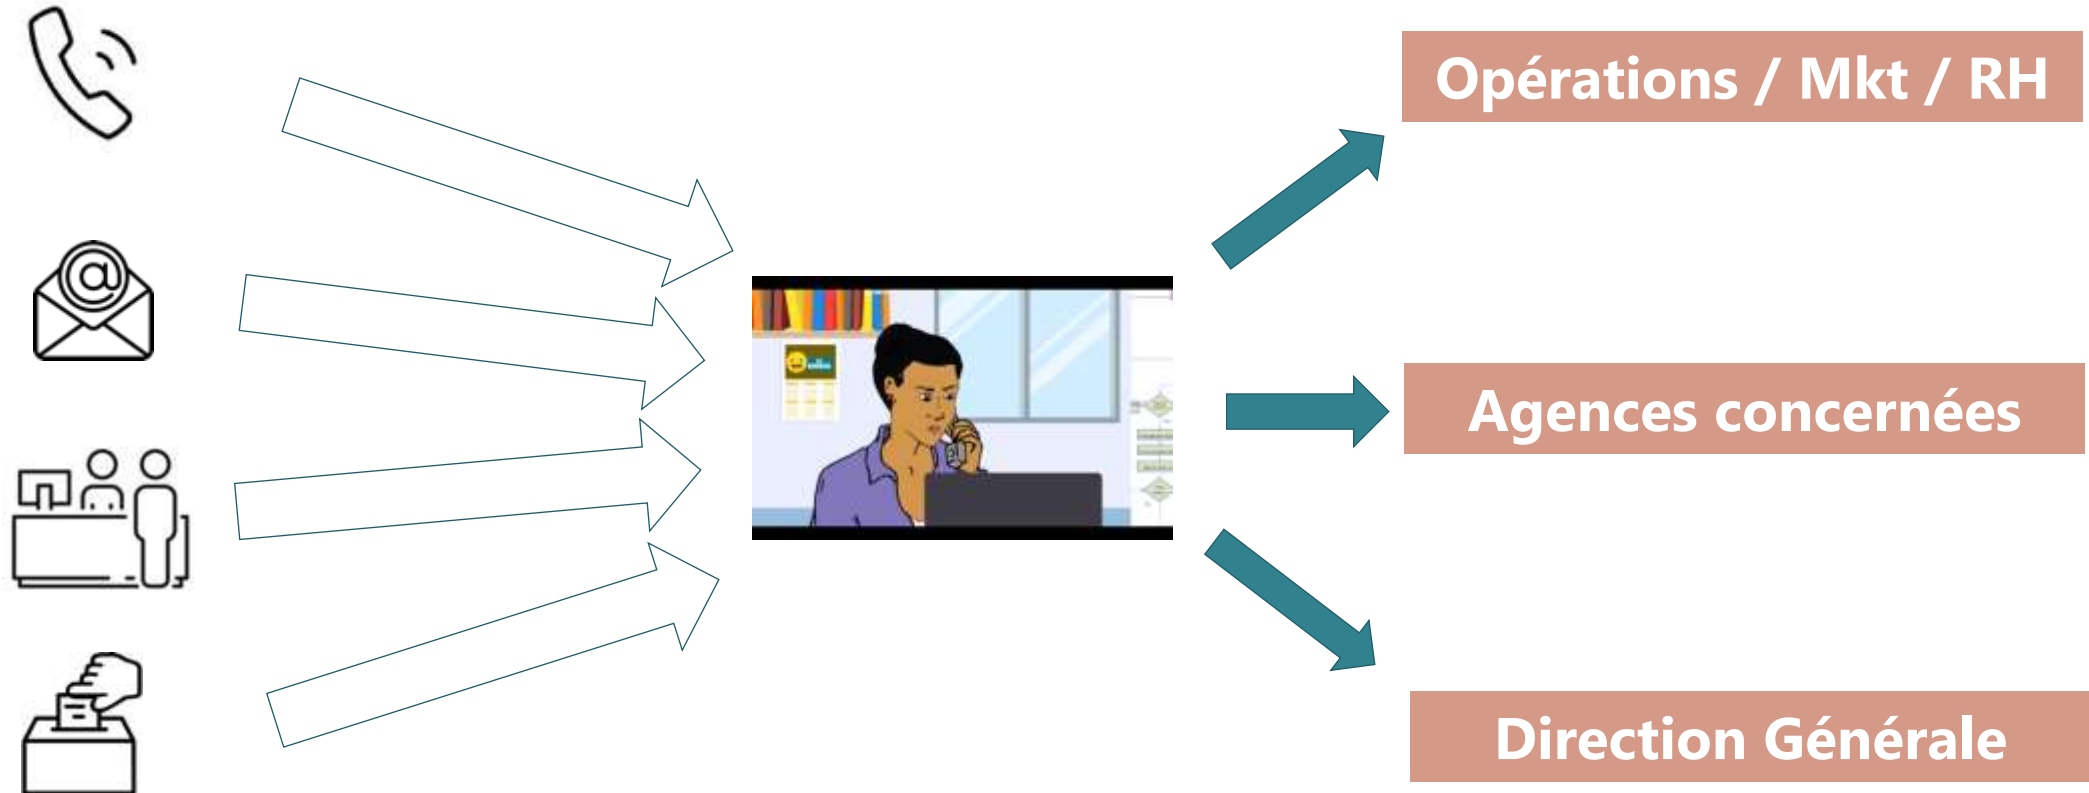 Opérations / Mkt / RH
@
Agences concernées
Direction Générale